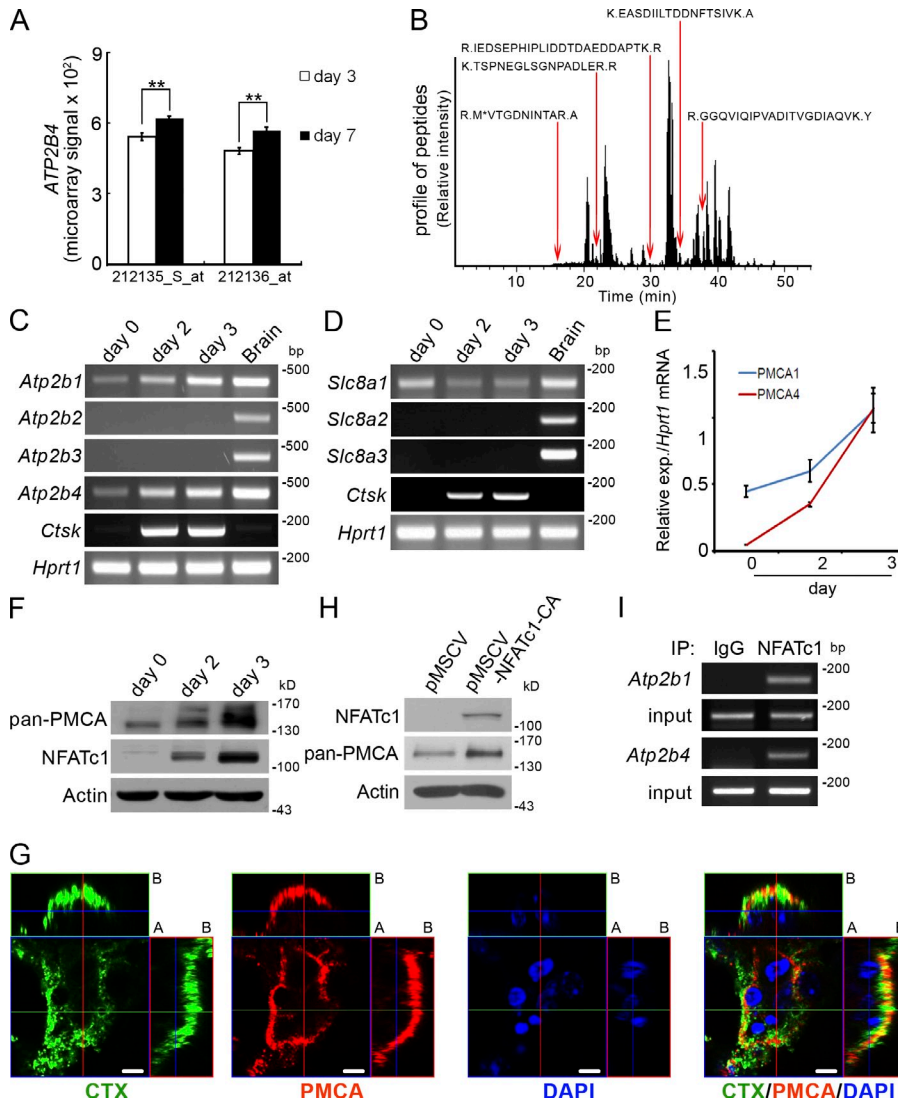 A
ATP2B4
(microarray signal x 10²)
9
6
3
0
**
**
day 3
day 7
212135_S_at
212136_at
B
profile of peptides
(Relative intensity)
K.EASDIILTDDNFTSIVK.A
R.IEDSEPHIPLIDDTDAEDDAPTK.R
K.TSPNEGLSGNPADLER.R
R.M*VTGDNINTAR.A
R.GGQVIQIPVADITVGDIAQVK.Y
10
20
30
40
50
Time (min)
C
day 0
day 2
day 3
Brain
bp
Atp2b1
-500
Atp2b2
-500
Atp2b3
-500
Atp2b4
-500
Ctsk
-200
Hprt1
-200
D
day 0
day 2
day 3
Brain
bp
Slc8a1
-200
Slc8a2
-200
Slc8a3
-200
Ctsk
Hprt1
-200
E
Relative exp./Hprt1 mRNA
1.5
1
0.5
0
PMCA1
PMCA4
0
2
3
day
F
day 0
day 2
day 3
kD
pan-PMCA
-170
-130
NFATc1
-100
Actin
-43
H
pMSCV
pMSCV
-NFATc1-CA
kD
NFATc1
-100
pan-PMCA
-170
-130
Actin
-43
I
IP: IgG NFATc1 bp
Atp2b1
-200
input
-200
Atp2b4
-200
input
-200
G
B
A B
CTX
B
A B
PMCA
B
A B
DAPI
B
A B
CTX/PMCA/DAPI